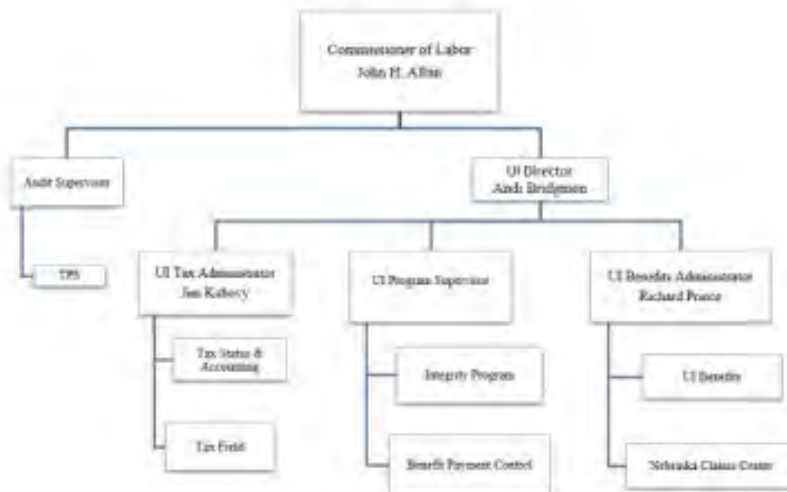 Commissioner of Labor
John H. Albin
Audit Supervisor
UI Director
Andi Bridgmon
TPS
UI Tax Administrator
Jan
UI Program Supervisor
UI Benefits Administrator
Richard
Tax Status &
Accounting
Integrity Program
UI Benefits
Tax Field
Benefit Payment Control
Nebraska Claims Center